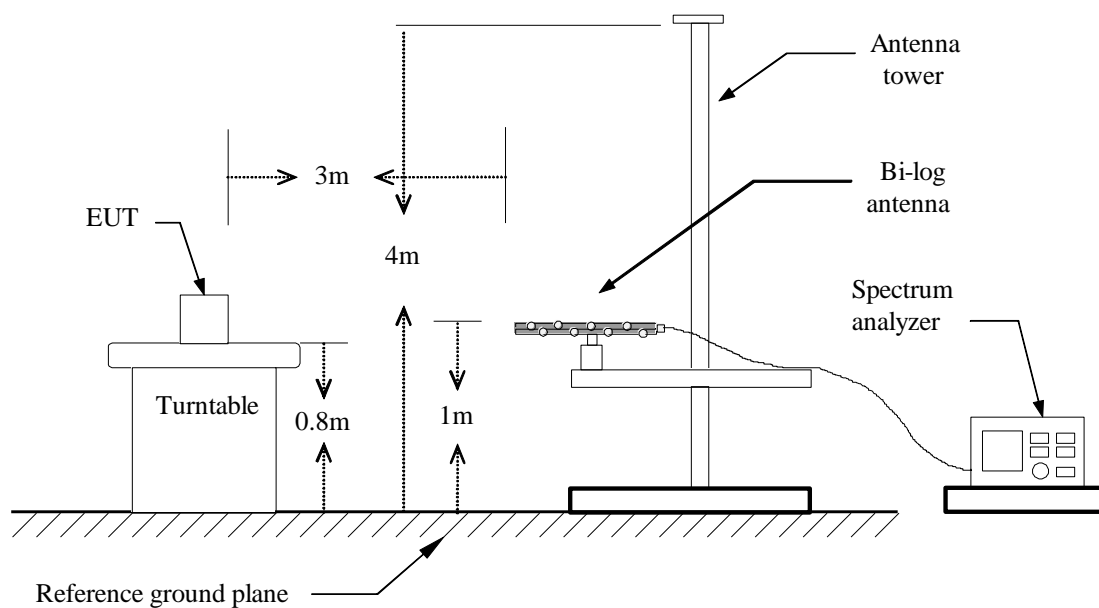 Antenna
tower
3m
Bi-log
antenna
EUT
4m
Spectrum
analyzer
Turntable
0.8m
1m
Reference ground plane